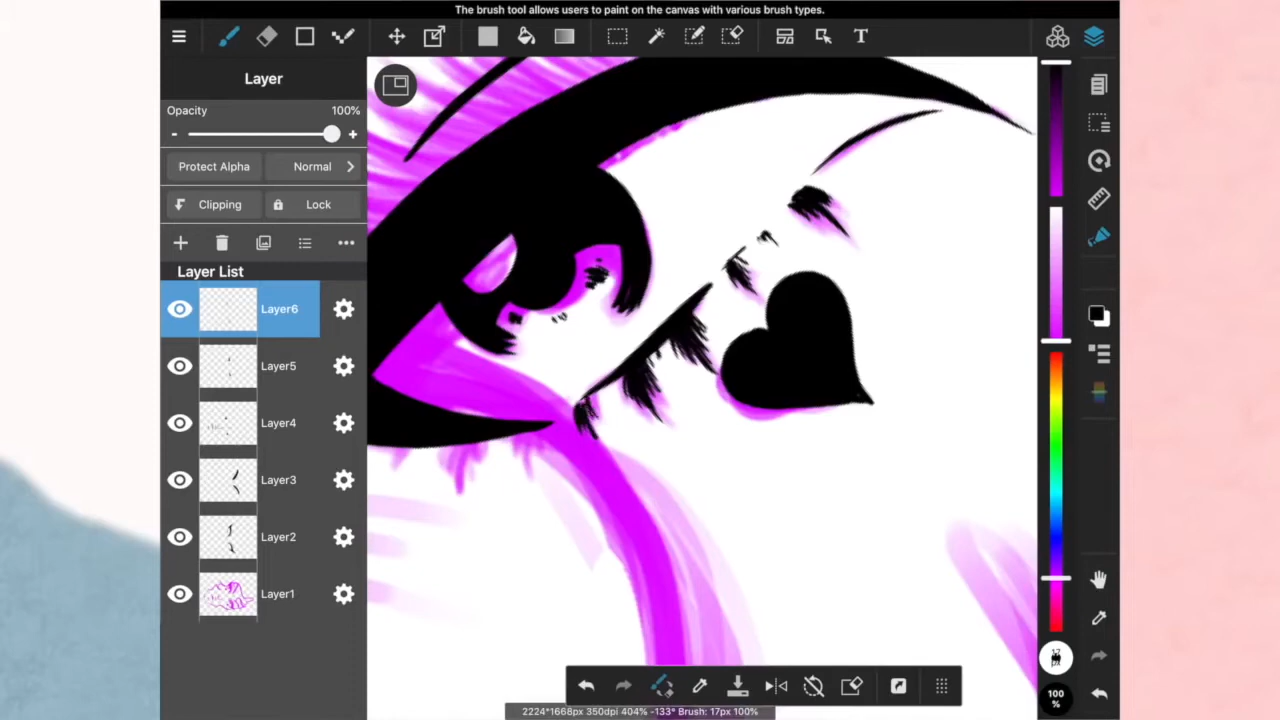 The brush tool allows users to paint on the canvas with various brush types.
T
Layer
Opacity 100%
- +
Protect Alpha Normal
Clipping Lock
Layer List
Layer6
Layer5
Layer4
Layer3
Layer2
Layer1
17
px
100
%
2224*1668px 350dpi 404% -133° Brush: 17px 100%